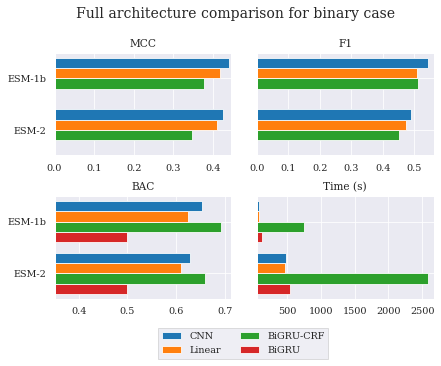 Full architecture comparison for binary case
MCC F1
ESM-1b
ESM-2
0.0 0.1 0.2 0.3 0.4 0.0 0.1 0.2 0.3 0.4 0.5
BAC Time (s)
ESM-1b
ESM-2
0.4 0.5 0.6 0.7 500 1000 1500 2000 2500
CNN BiGRU-CRF
Linear BiGRU